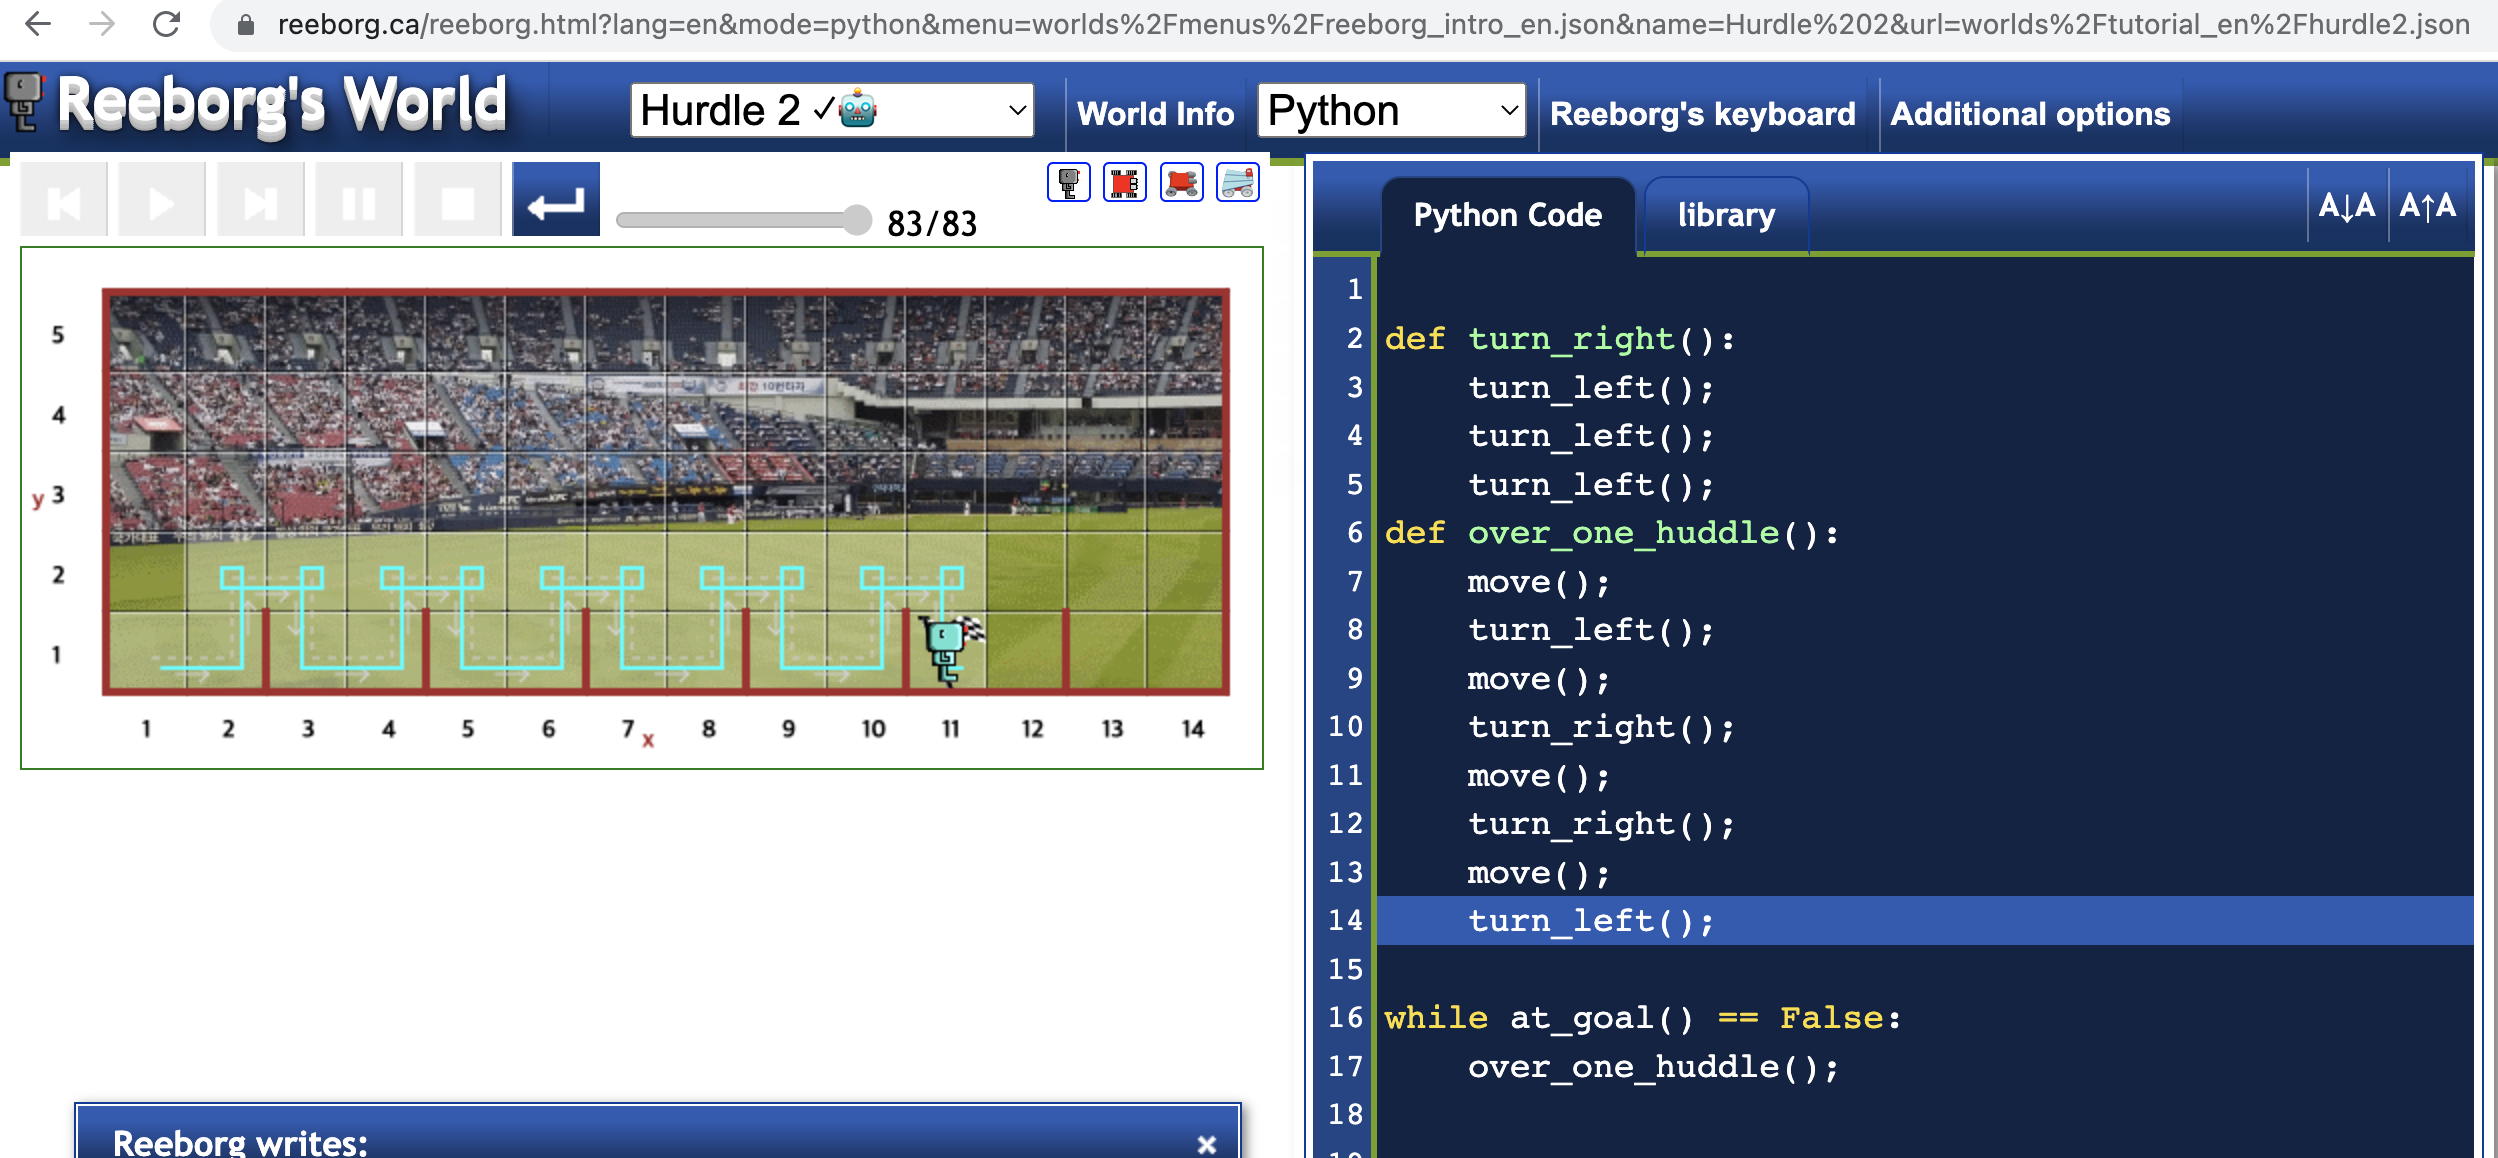 reeborg.ca/reeborg.html?lang=en&mode=python&menu=worlds%2Fmenus%2Freeborg_intro_en.json&name=Hurdle%202&url=worlds%2Ftutorial_en%2Fhurdle2.json
Reeborg's World
Hurdle 2 ✓🤖
World Info
Python
Reeborg's keyboard
Additional options
83/83
5
4
y 3
2
1
1 2 3 4 5 6 7 8 9 10 11 12 13 14
x
국가대표
Reeborg writes:
×
Python Code
library
A↓A
A↑A
1
2 def turn_right():
3     turn_left();
4     turn_left();
5     turn_left();
6 def over_one_huddle():
7     move();
8     turn_left();
9     move();
10     turn_right();
11     move();
12     turn_right();
13     move();
14     turn_left();
15
16 while at_goal() == False:
17     over_one_huddle();
18